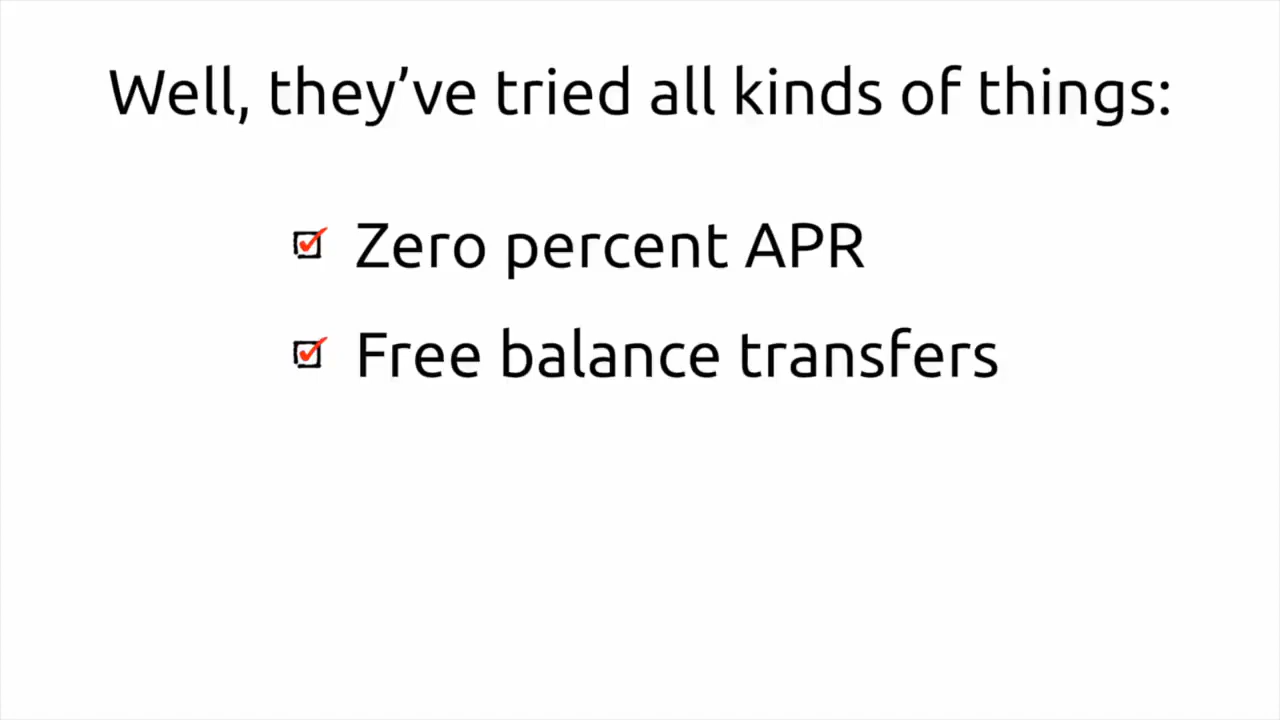 Well, they’ve tried all kinds of things:
Zero percent APR
Free balance transfers